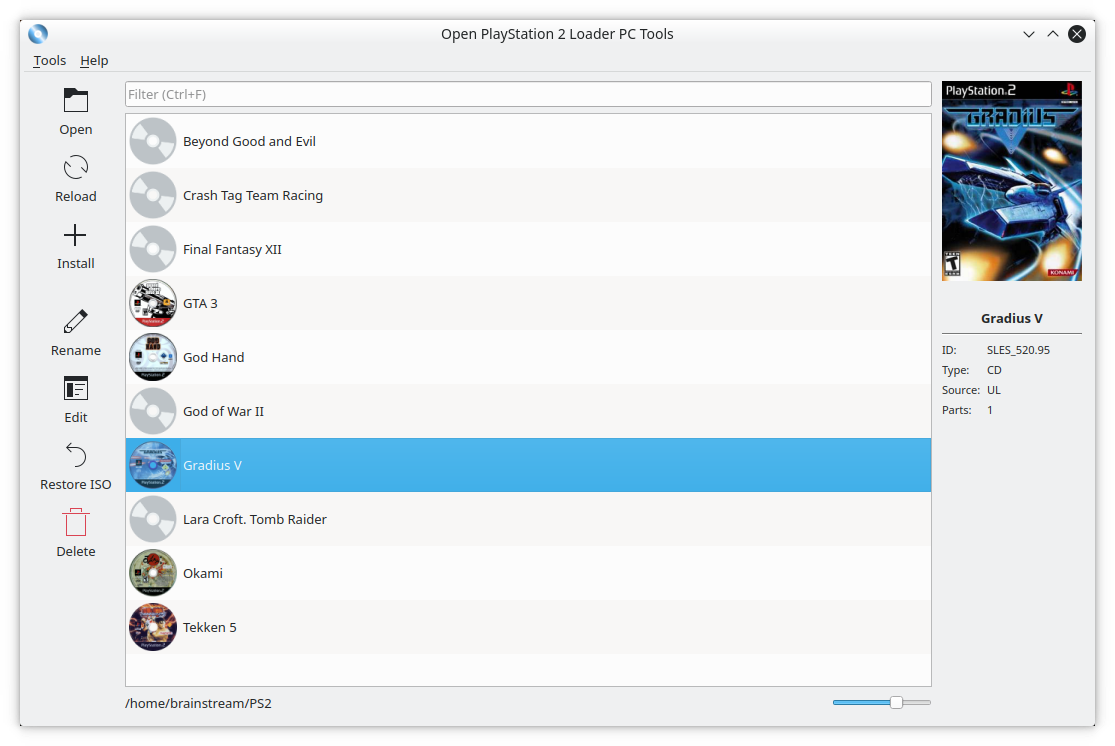 Open PlayStation 2 Loader PC Tools
Tools Help
Open
Reload
Install
Rename
Edit
Restore ISO
Delete
Filter (Ctrl+F)
Beyond Good and Evil
Crash Tag Team Racing
Final Fantasy XII
GTA 3
God Hand
God of War II
Gradius V
Lara Croft. Tomb Raider
Okami
Tekken 5
/home/brainstream/PS2
PlayStation.2
GRADIUS
V
T
KONAMI
Gradius V
ID: SLES_520.95
Type: CD
Source: UL
Parts: 1